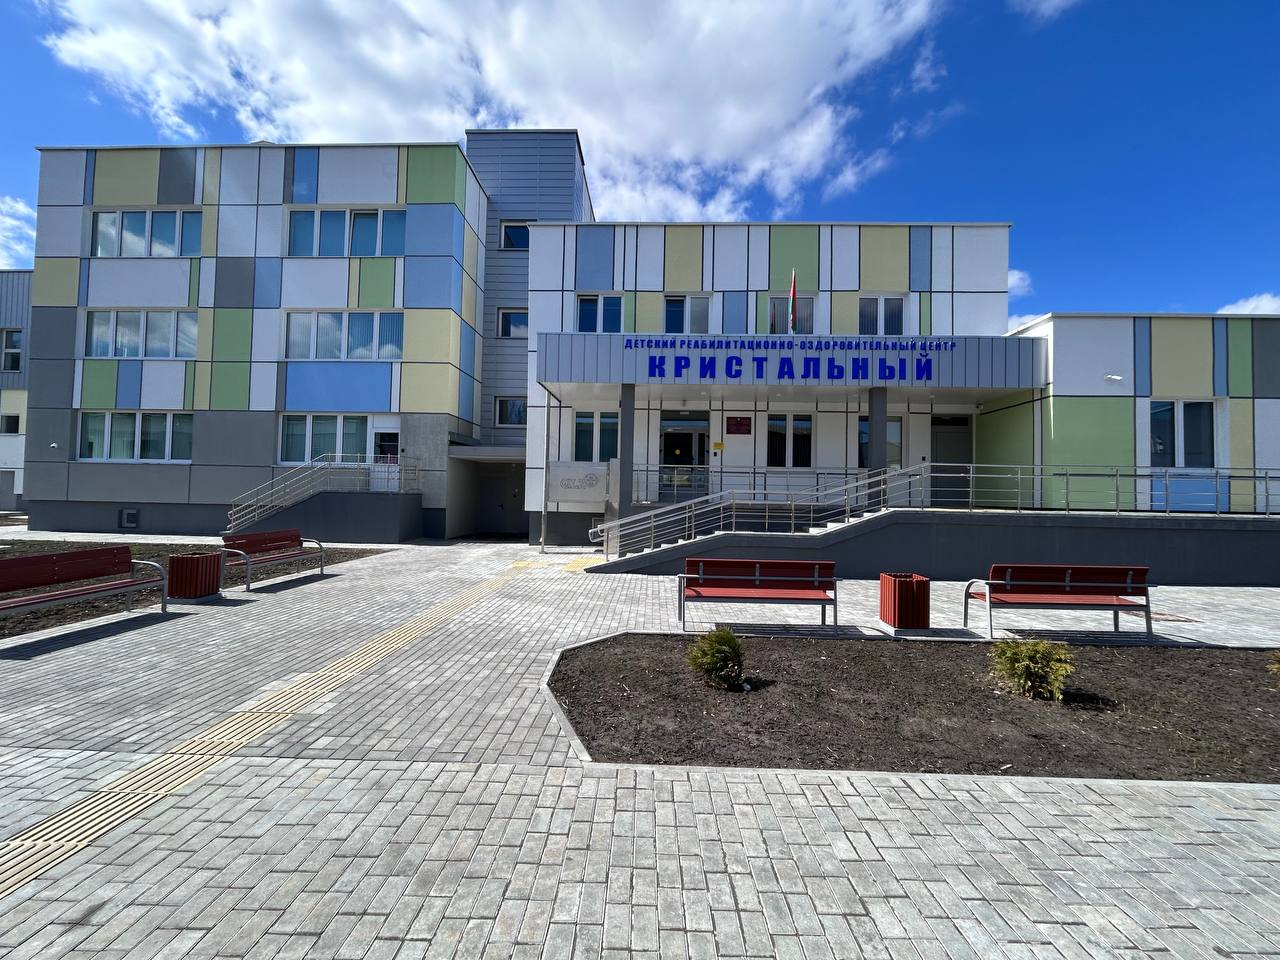 ДЕТСКИЙ РЕАБИЛИТАЦИОННО-ОЗДОРОВИТЕЛЬНЫЙ ЦЕНТР
КРИСТАЛЬНЫЙ